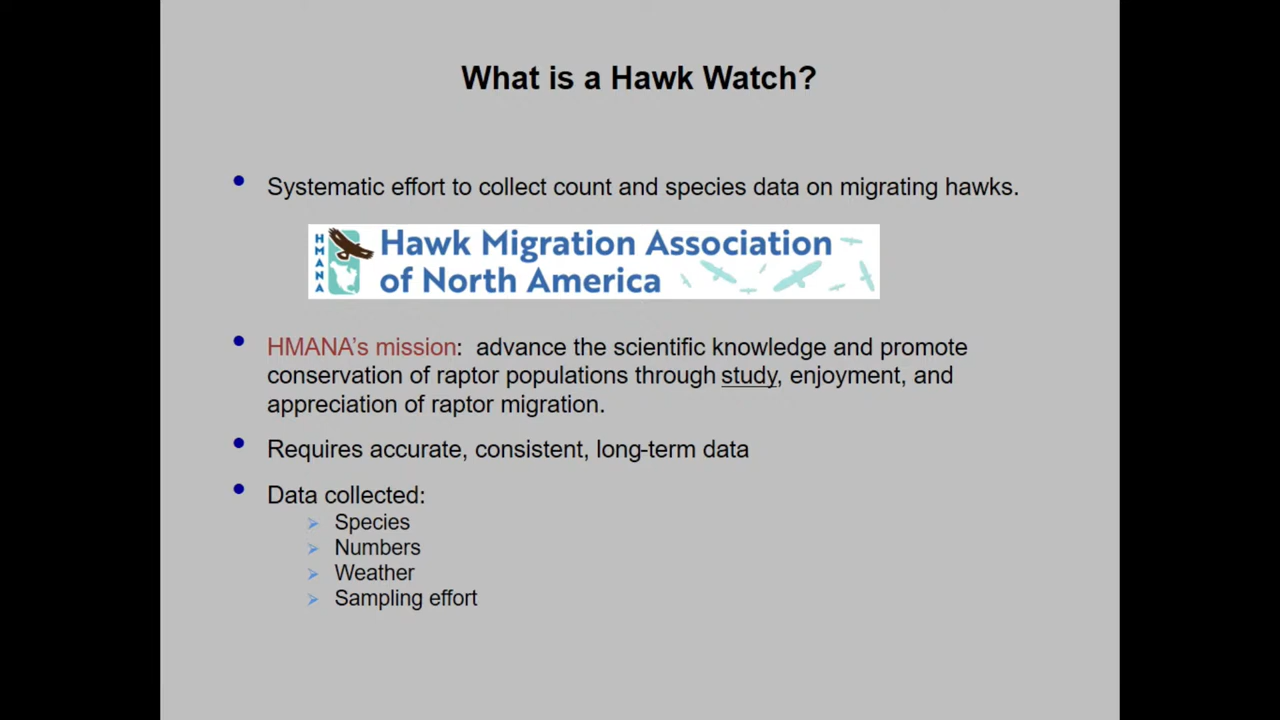 What is a Hawk Watch?
• Systematic effort to collect count and species data on migrating hawks.
HMANA
Hawk Migration Association
of North America
• HMANA’s mission:  advance the scientific knowledge and promote
conservation of raptor populations through study, enjoyment, and
appreciation of raptor migration.
• Requires accurate, consistent, long-term data
• Data collected:
➢ Species
➢ Numbers
➢ Weather
➢ Sampling effort